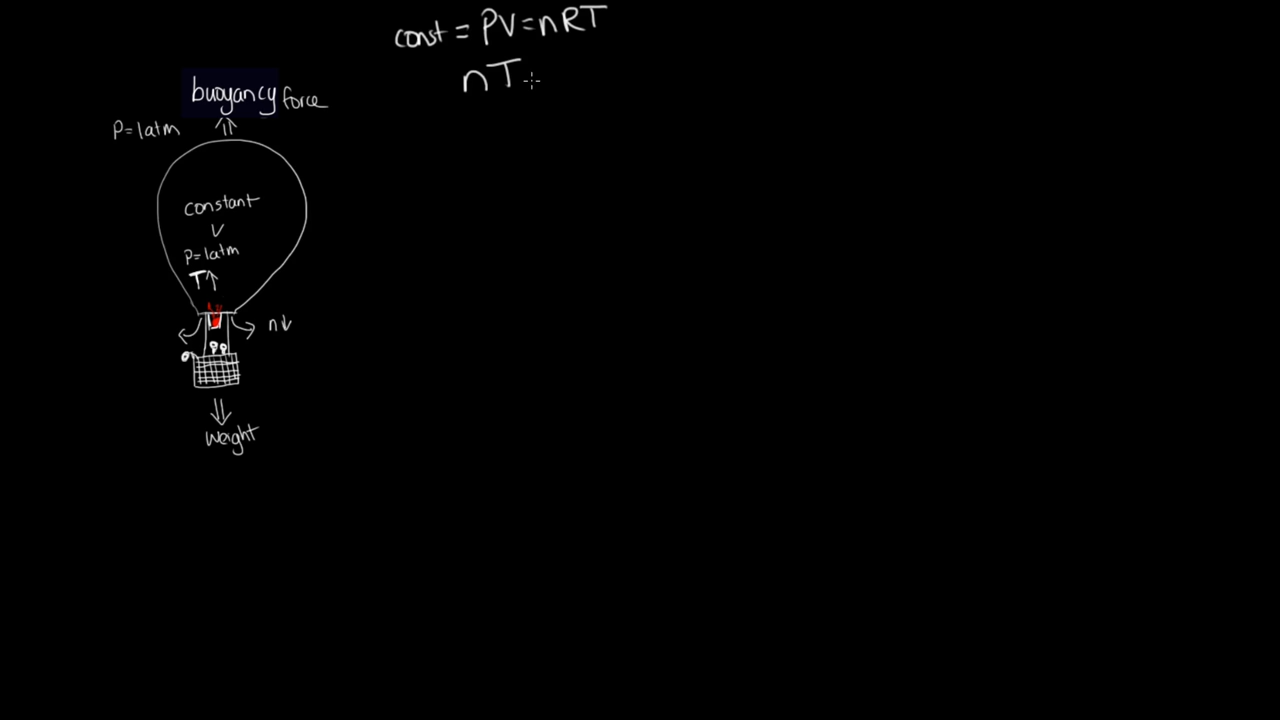 const = PV = nRT
nT
buoyancy force
P=1atm
constant
V
P=1atm
T↑
n↓
weight